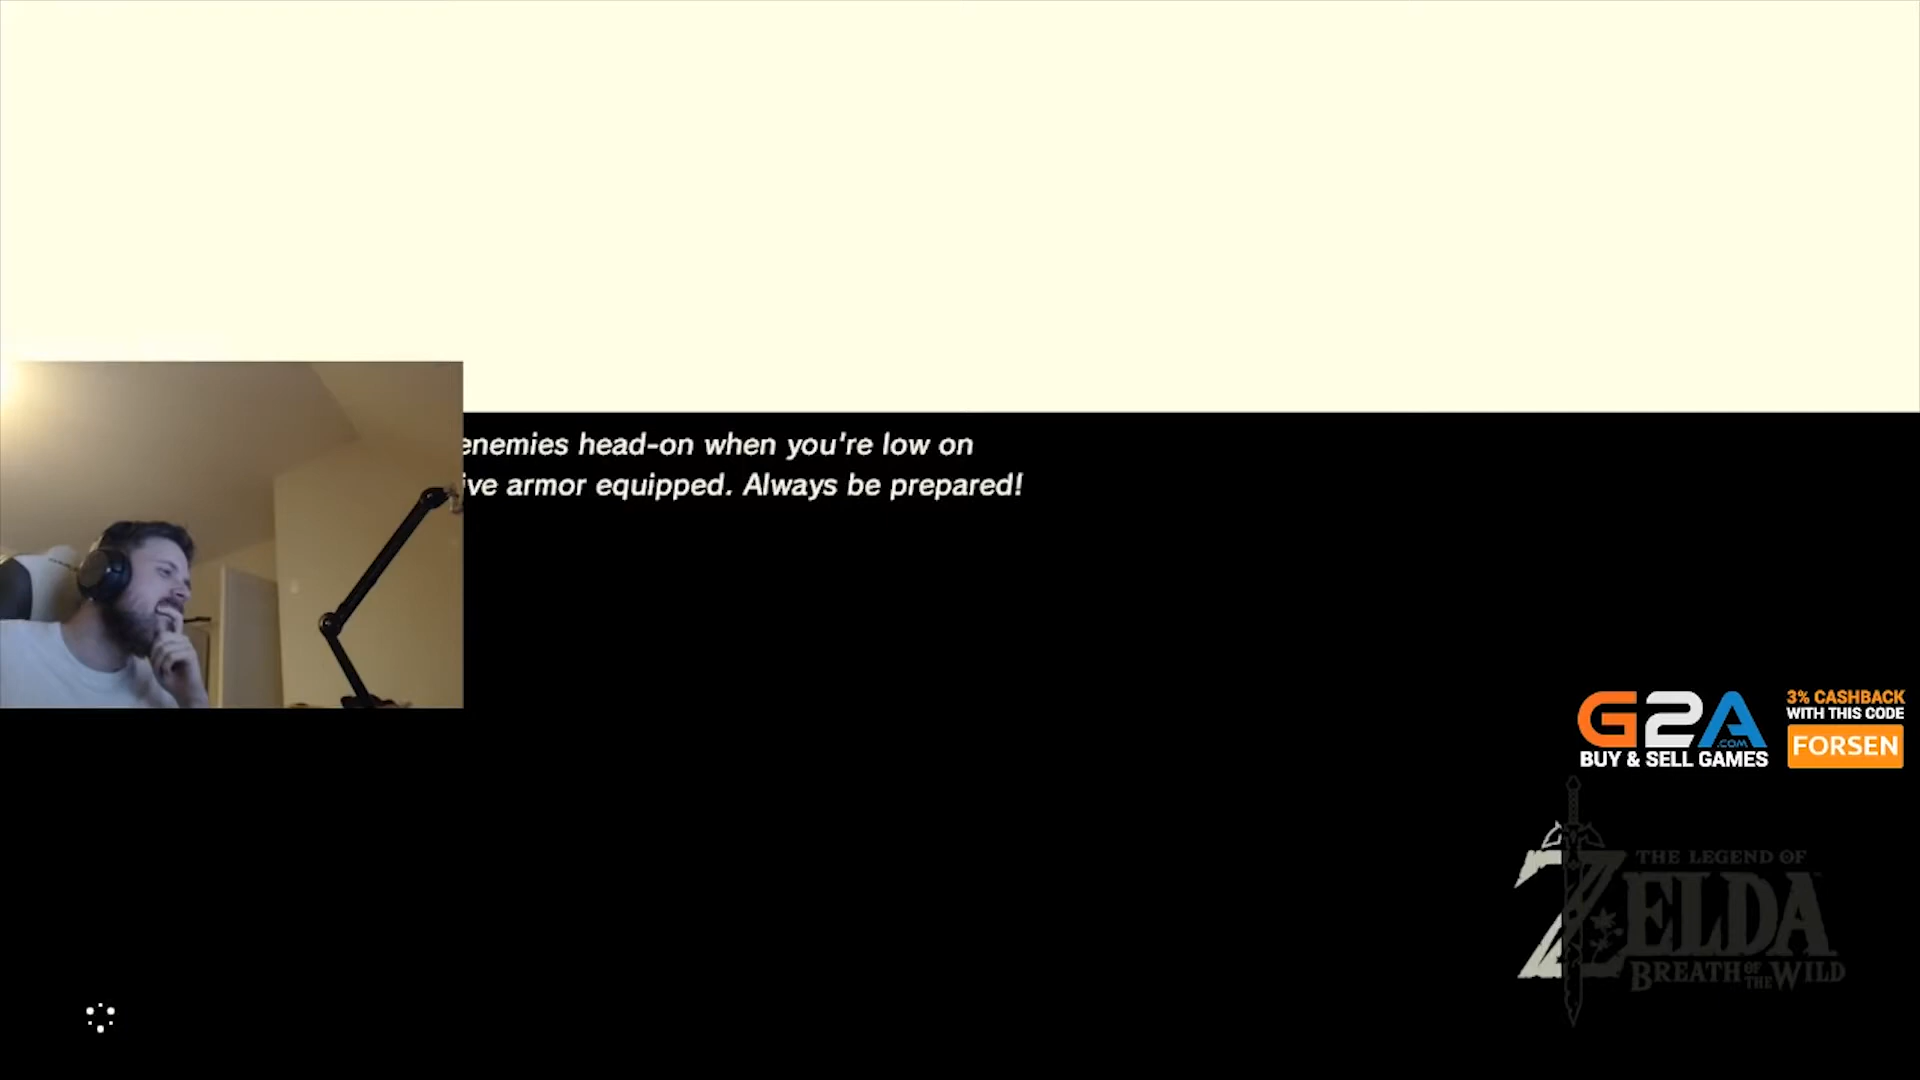 enemies head-on when you're low on
ive armor equipped. Always be prepared!
G2A
.COM
BUY & SELL GAMES
3% CASHBACK
WITH THIS CODE
FORSEN
THE LEGEND OF
ZELDA
BREATH OF THE WILD